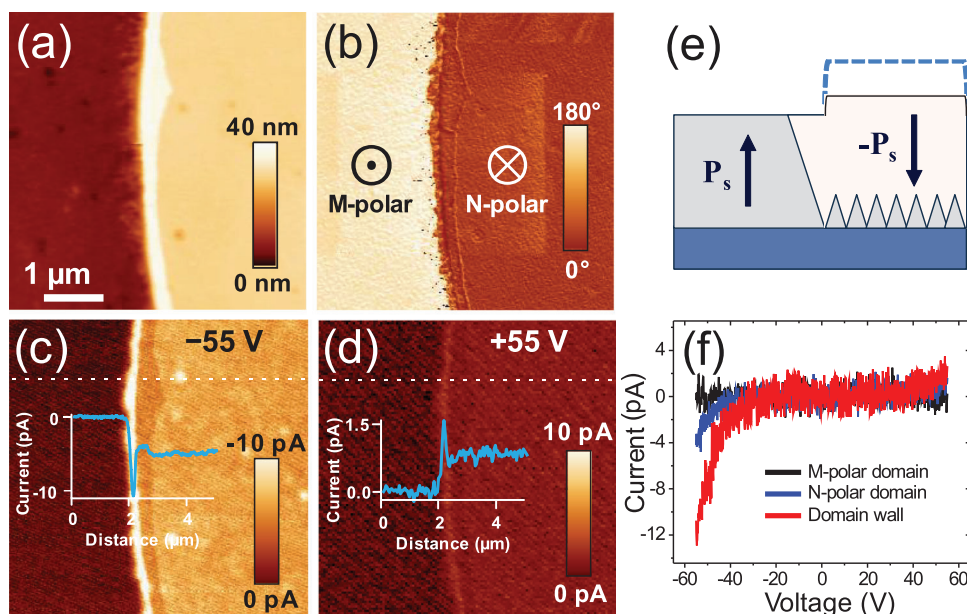 (a)
40 nm
0 nm
1 µm
(b)
180°
0°
M-polar
N-polar
(e)
Ps
-Ps
(c)
−55 V
Current (pA)
0
-10
0 2 4
Distance (µm)
-10 pA
0 pA
(d)
+55 V
Current (pA)
1.5
0.0
0 2 4
Distance (µm)
10 pA
0 pA
(f)
Current (pA)
4
0
-4
-8
-12
M-polar domain
N-polar domain
Domain wall
-60 -40 -20 0 20 40 60
Voltage (V)